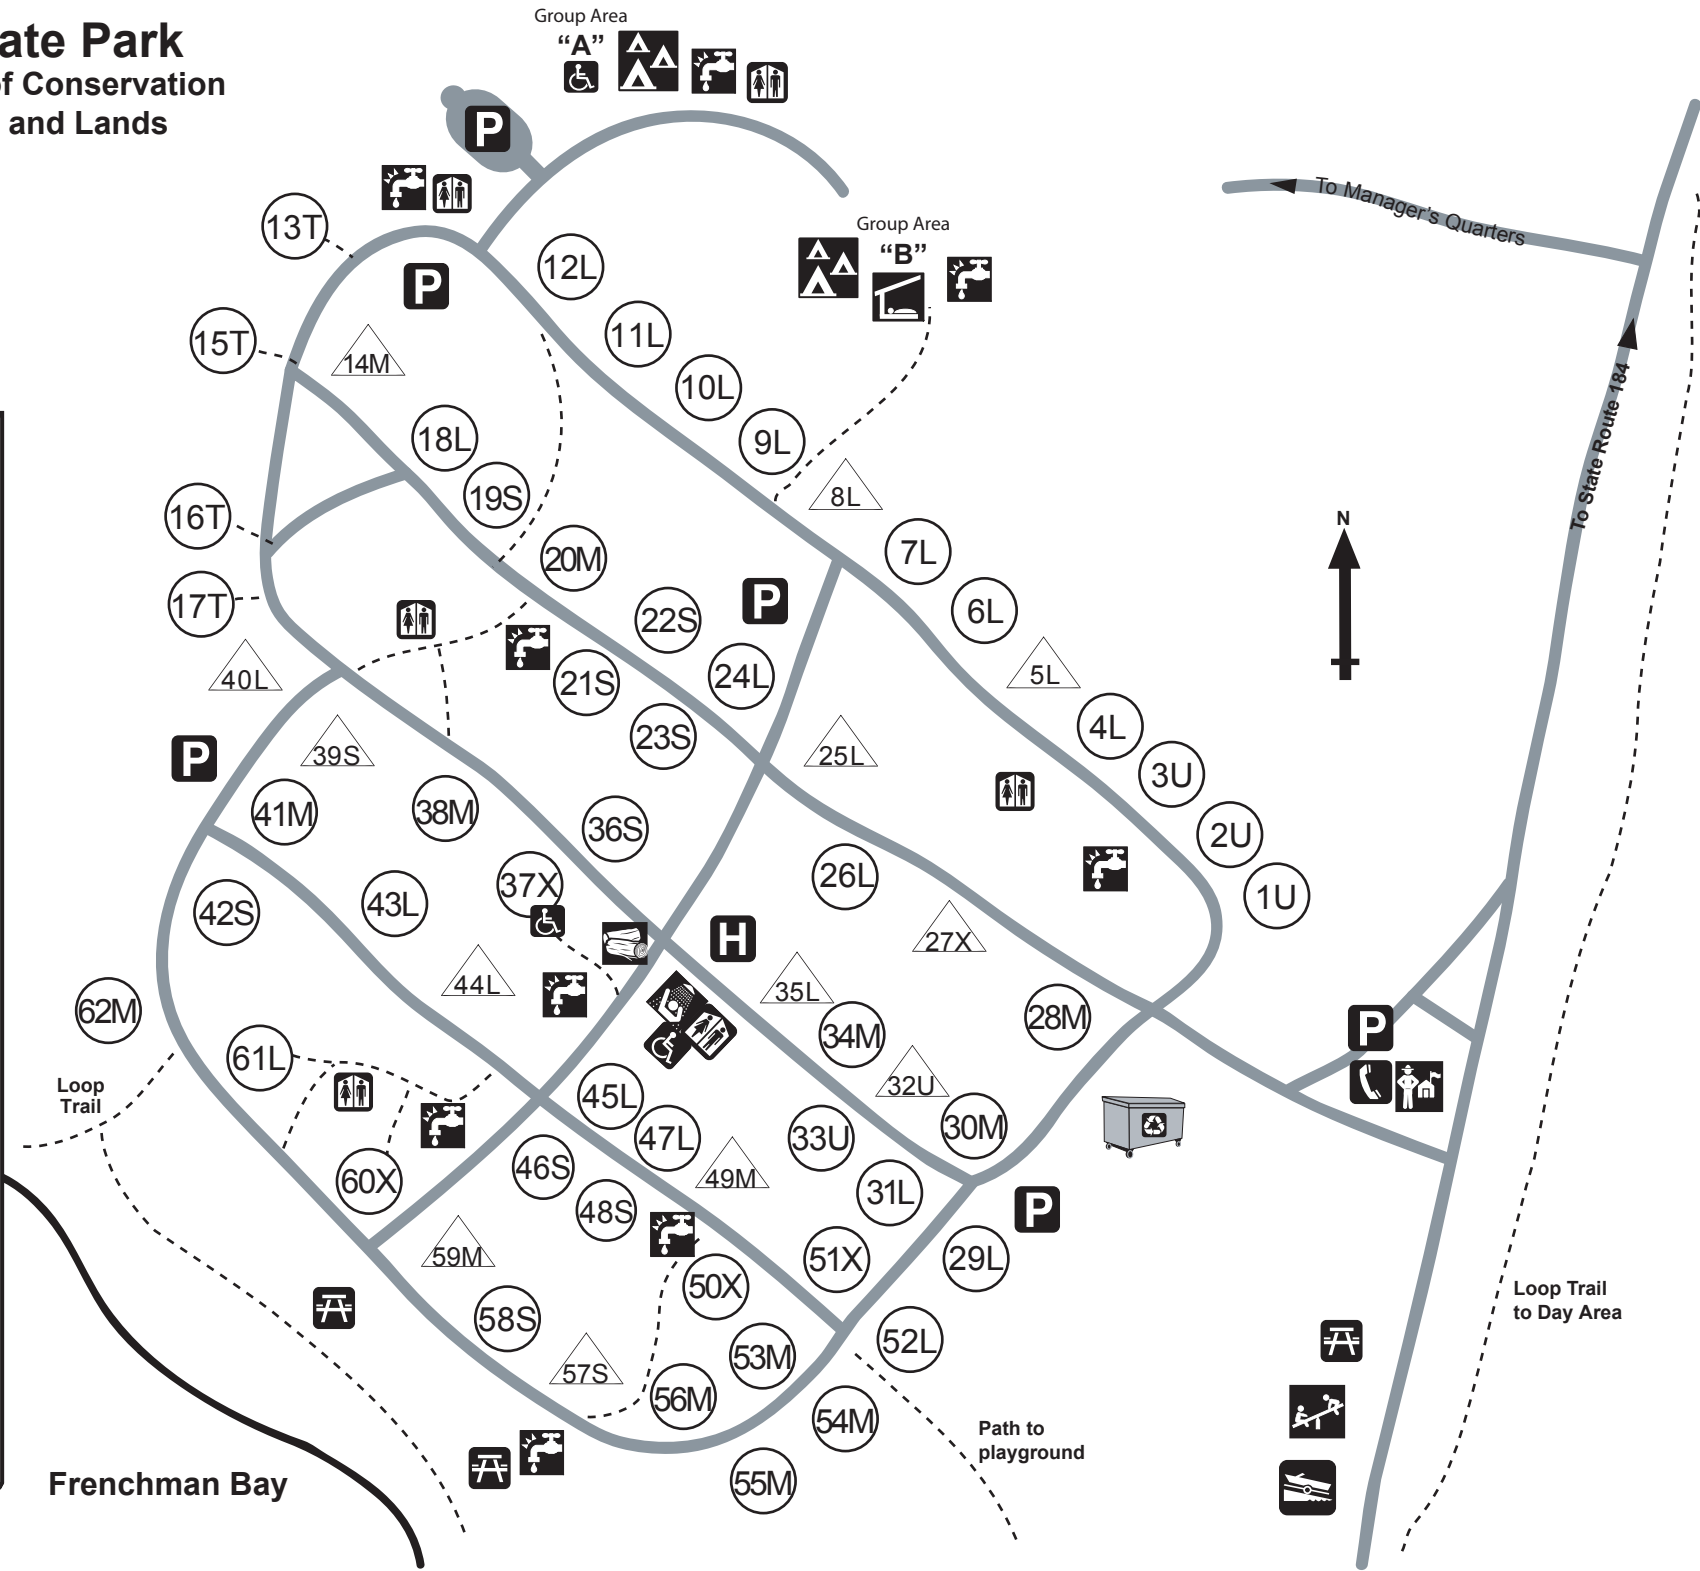 ate Park
of Conservation
and Lands
Group Area
“A”
P
13T
P
12L
Group Area
“B”
To Manager's Quarters
15T
14M
11L
10L
9L
To State Route 184
18L
19S
8L
16T
N
20M
7L
17T
22S
P
6L
40L
21S
24L
5L
23S
4L
P
39S
25L
3U
41M
38M
36S
2U
42S
43L
37X
26L
1U
H
27X
44L
35L
62M
34M
28M
P
61L
Loop
Trail
45L
32U
47L
33U
30M
46S
49M
60X
48S
31L
P
59M
50X
51X
29L
Loop Trail
to Day Area
58S
53M
52L
57S
56M
54M
Path to
playground
55M
Frenchman Bay